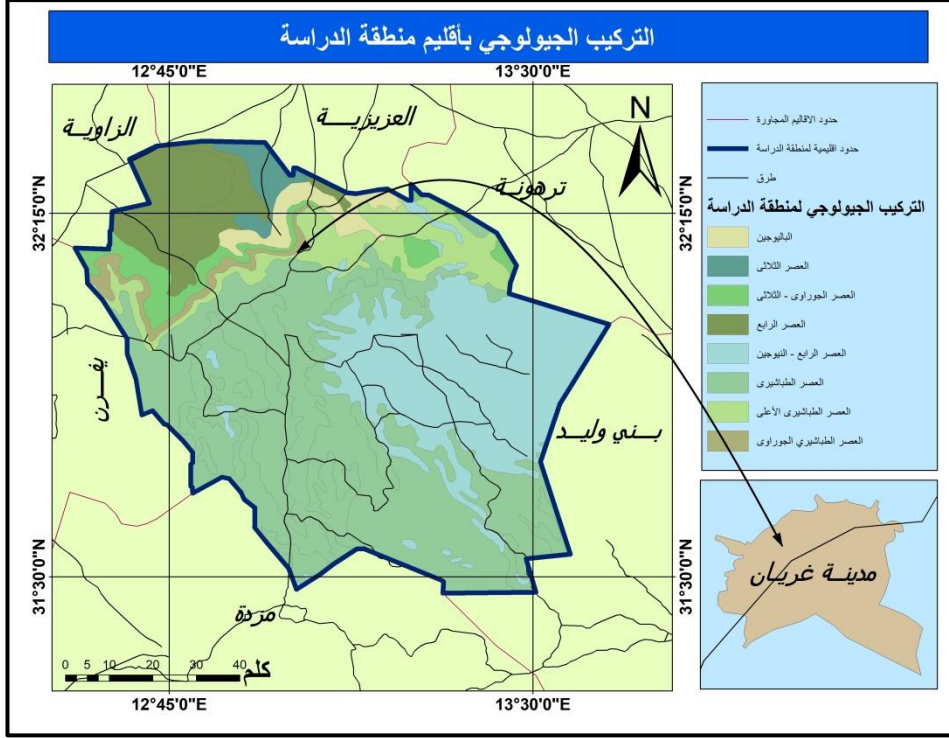 التركيب الجيولوجي بأقليم منطقة الدراسة
12°45'0"E
13°30'0"E
الزاوية
العزيزية
N
ترهونة
32°15'0"N
32°15'0"N
يفرن
بني وليد
31°30'0"N
31°30'0"N
مزدة
0 5 10 20 30 40
كلم
12°45'0"E
13°30'0"E
حدود الاقاليم المجاورة
حدود اقليمية لمنطقة الدراسة
طرق
التركيب الجيولوجي لمنطقة الدراسة
الباليوجين
العصر الثلاثى
العصر الجوراوى - الثلاثى
العصر الرابع
العصر الرابع - النيوجين
العصر الطباشيرى
العصر الطباشيرى الأعلى
العصر الطباشيري الجوراوى
مدينة غريان